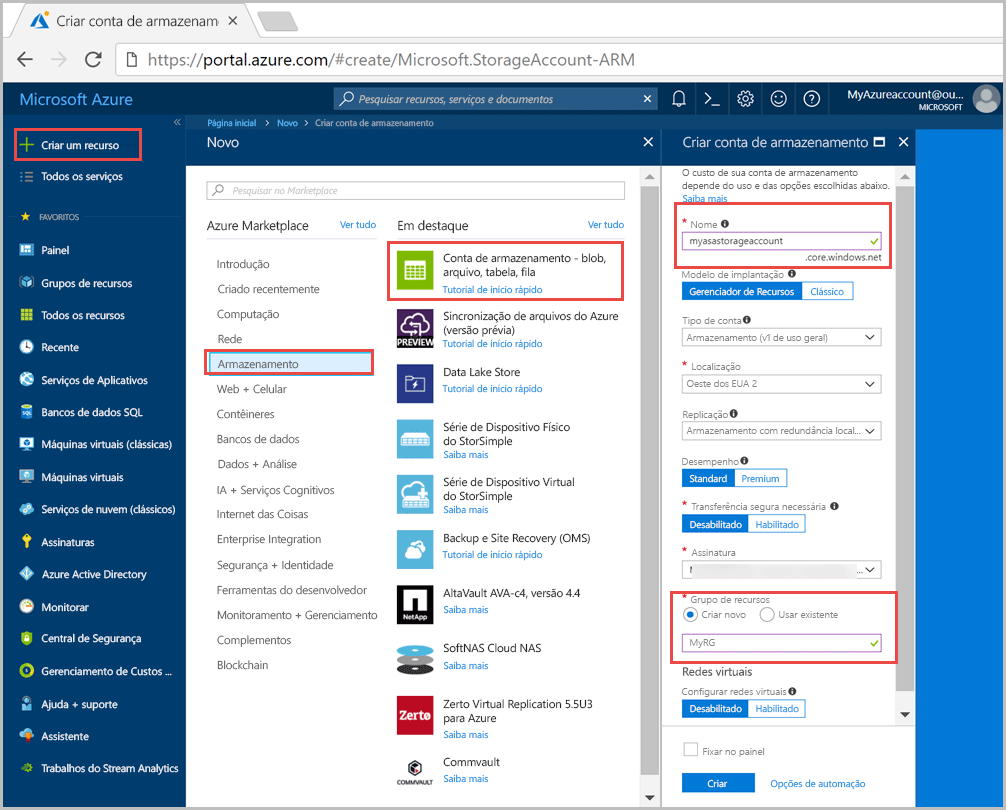 Criar conta de armazenam
https://portal.azure.com/#create/Microsoft.StorageAccount-ARM
Microsoft Azure
Pesquisar recursos, serviços e documentos
MyAzureaccount@ou...
MICROSOFT
Criar um recurso
Todos os serviços
FAVORITOS
Painel
Grupos de recursos
Todos os recursos
Recente
Serviços de Aplicativos
Bancos de dados SQL
Máquinas virtuais (clássicas)
Máquinas virtuais
Serviços de nuvem (clássicos)
Assinaturas
Azure Active Directory
Monitorar
Central de Segurança
Gerenciamento de Custos ...
Ajuda + suporte
Assistente
Trabalhos do Stream Analytics
Página inicial > Novo > Criar conta de armazenamento
Novo
Pesquisar no Marketplace
Azure Marketplace
Ver tudo
Introdução
Criado recentemente
Computação
Rede
Armazenamento
Web + Celular
Contêineres
Bancos de dados
Dados + Análise
IA + Serviços Cognitivos
Internet das Coisas
Enterprise Integration
Segurança + Identidade
Ferramentas do desenvolvedor
Monitoramento + Gerenciamento
Complementos
Blockchain
Em destaque
Ver tudo
Conta de armazenamento - blob,
arquivo, tabela, fila
Tutorial de início rápido
PREVIEW
Sincronização de arquivos do Azure
(versão prévia)
Tutorial de início rápido
Data Lake Store
Tutorial de início rápido
Série de Dispositivo Físico
do StorSimple
Saiba mais
Série de Dispositivo Virtual
do StorSimple
Saiba mais
Backup e Site Recovery (OMS)
Tutorial de início rápido
NetApp
AltaVault AVA-c4, versão 4.4
Saiba mais
SoftNAS Cloud NAS
Saiba mais
Zerto
Zerto Virtual Replication 5.5U3
para Azure
Saiba mais
COMMVAULT
Commvault
Saiba mais
Criar conta de armazenamento
O custo de sua conta de armazenamento
depende do uso e das opções escolhidas abaixo.
Saiba mais
* Nome
myasastorageaccount
.core.windows.net
Modelo de implantação
Gerenciador de Recursos Clássico
Tipo de conta
Armazenamento (v1 de uso geral)
* Localização
Oeste dos EUA 2
Replicação
Armazenamento com redundância local...
Desempenho
Standard Premium
* Transferência segura necessária
Desabilitado Habilitado
* Assinatura
...
* Grupo de recursos
Criar novo Usar existente
MyRG
Redes virtuais
Configurar redes virtuais
Desabilitado Habilitado
Fixar no painel
Criar
Opções de automação